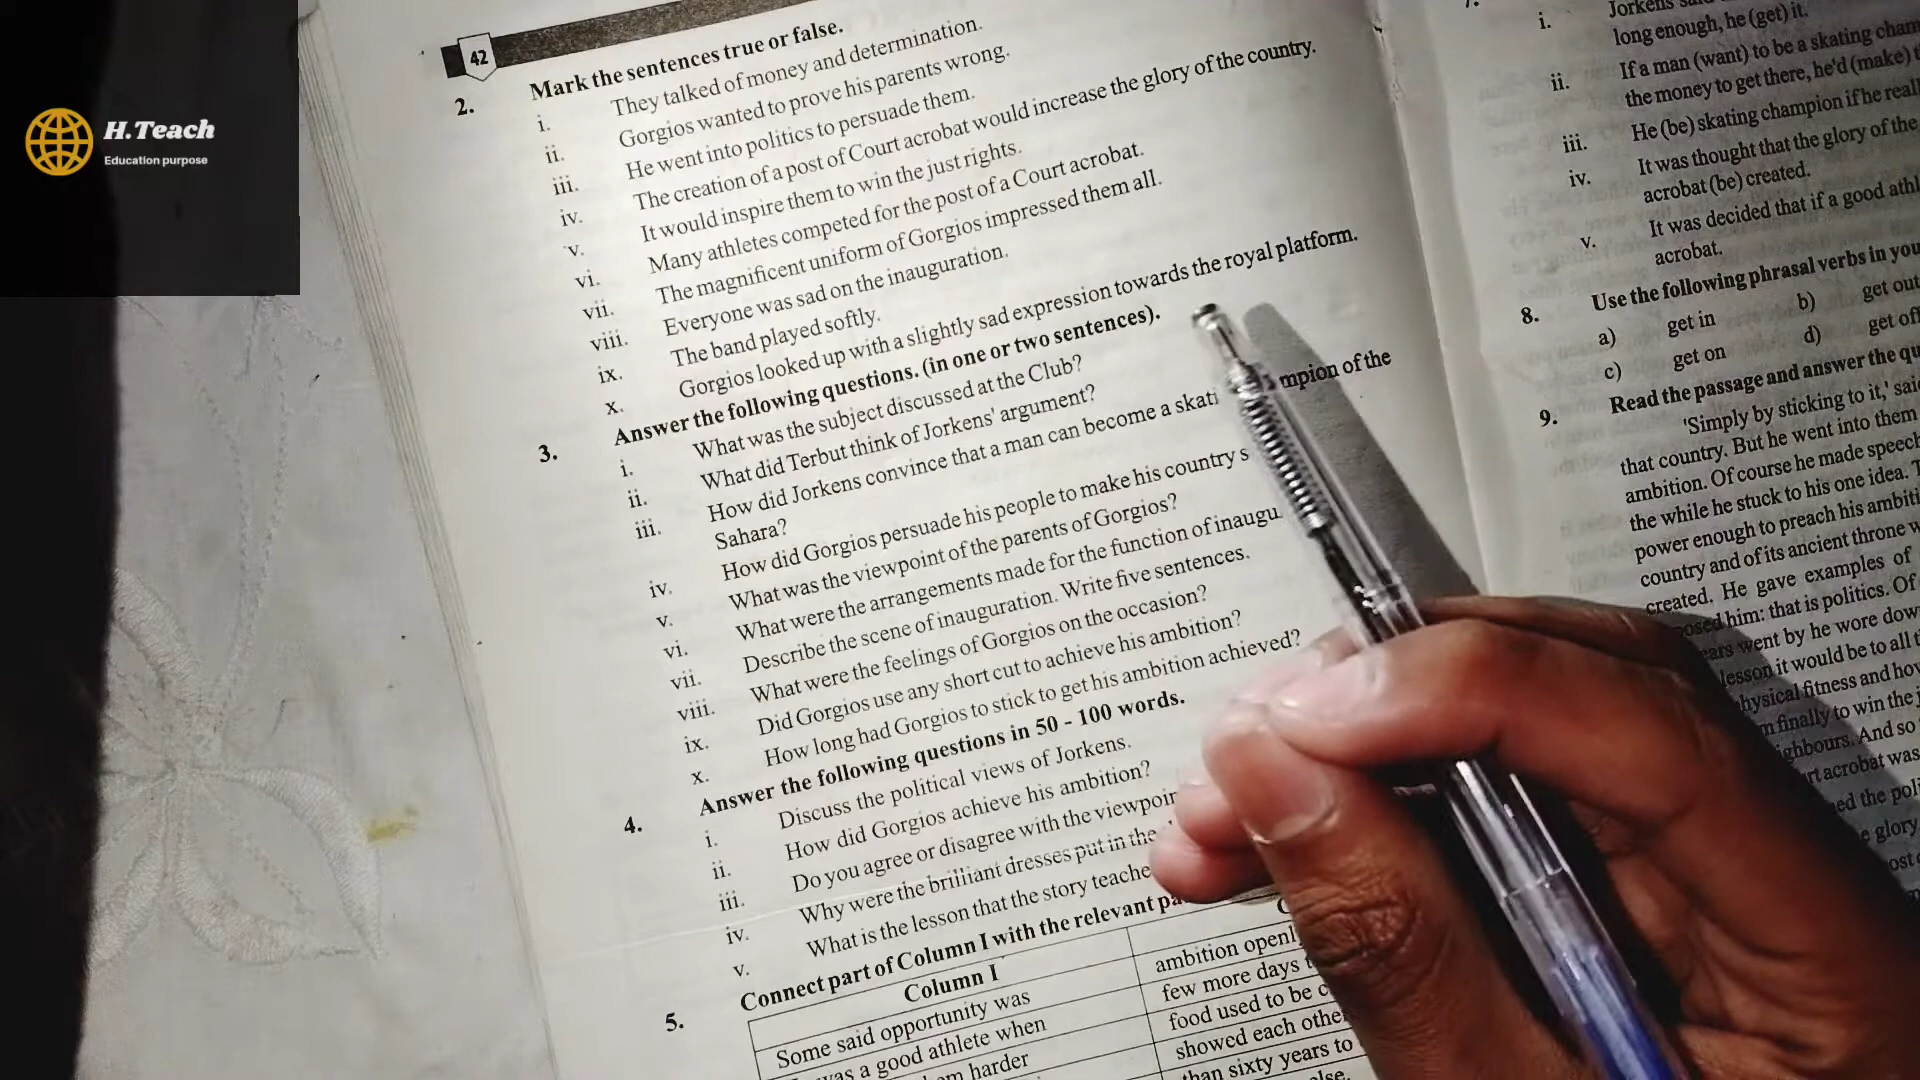 H.Teach
Education purpose
42
2. Mark the sentences true or false.
i. They talked of money and determination.
ii. Gorgios wanted to prove his parents wrong.
iii. He went into politics to persuade them.
iv. The creation of a post of Court acrobat would increase the glory of the country.
v. It would inspire them to win the just rights.
vi. Many athletes competed for the post of a Court acrobat.
vii. The magnificent uniform of Gorgios impressed them all.
viii. Everyone was sad on the inauguration.
ix. The band played softly.
x. Gorgios looked up with a slightly sad expression towards the royal platform.
3. Answer the following questions. (in one or two sentences).
i. What was the subject discussed at the Club?
ii. What did Terbut think of Jorkens' argument?
iii. How did Jorkens convince that a man can become a skati mpion of the
Sahara?
iv. How did Gorgios persuade his people to make his country s
v. What was the viewpoint of the parents of Gorgios?
vi. What were the arrangements made for the function of inaugu
vii. Describe the scene of inauguration. Write five sentences.
viii. What were the feelings of Gorgios on the occasion?
ix. Did Gorgios use any short cut to achieve his ambition?
x. How long had Gorgios to stick to get his ambition achieved?
4. Answer the following questions in 50 - 100 words.
i. Discuss the political views of Jorkens.
ii. How did Gorgios achieve his ambition?
iii. Do you agree or disagree with the viewpoin
iv. Why were the brilliant dresses put in the
v. What is the lesson that the story teache
5. Connect part of Column I with the relevant pa
Column I
Some said opportunity was
was a good athlete when
harder
ambition openl
few more days t
food used to be c
showed each othe
than sixty years to
else.
7.
i. Jorkens said
long enough, he (get) it.
ii. If a man (want) to be a skating cham
the money to get there, he'd (make) t
iii. He (be) skating champion if he reall
iv. It was thought that the glory of the
acrobat (be) created.
v. It was decided that if a good athl
acrobat.
8. Use the following phrasal verbs in you
a) get in b) get out
c) get on d) get off
9. Read the passage and answer the qu
'Simply by sticking to it,' said
that country. But he went into them
ambition. Of course he made speech
the while he stuck to his one idea. T
power enough to preach his ambiti
country and of its ancient throne w
created. He gave examples of
posed him: that is politics. Of
ears went by he wore dow
lesson it would be to all t
hysical fitness and how
m finally to win the j
ighbours. And so
rt acrobat was
ed the poli
e glory
ost o